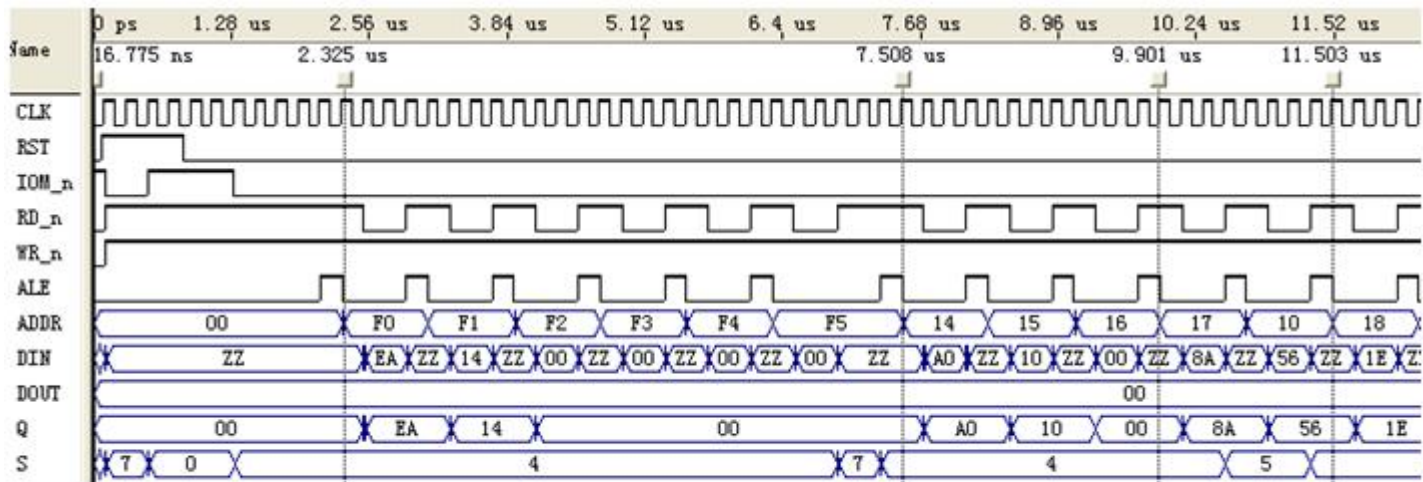 0 ps 1.28 us 2.56 us 3.84 us 5.12 us 6.4 us 7.68 us 8.96 us 10.24 us 11.52 us
Name 16.775 ns 2.325 us 7.508 us 9.901 us 11.503 us
CLK
RST
IOM_n
RD_n
WR_n
ALE
ADDR 00 F0 F1 F2 F3 F4 F5 14 15 16 17 10 18
DIN ZZ EA ZZ 14 ZZ 00 ZZ 00 ZZ 00 ZZ 00 ZZ A0 ZZ 10 ZZ 00 ZZ 8A ZZ 56 ZZ 1E Z
DOUT 00
Q 00 EA 14 00 A0 10 00 8A 56 1E
S 7 0 4 7 4 5